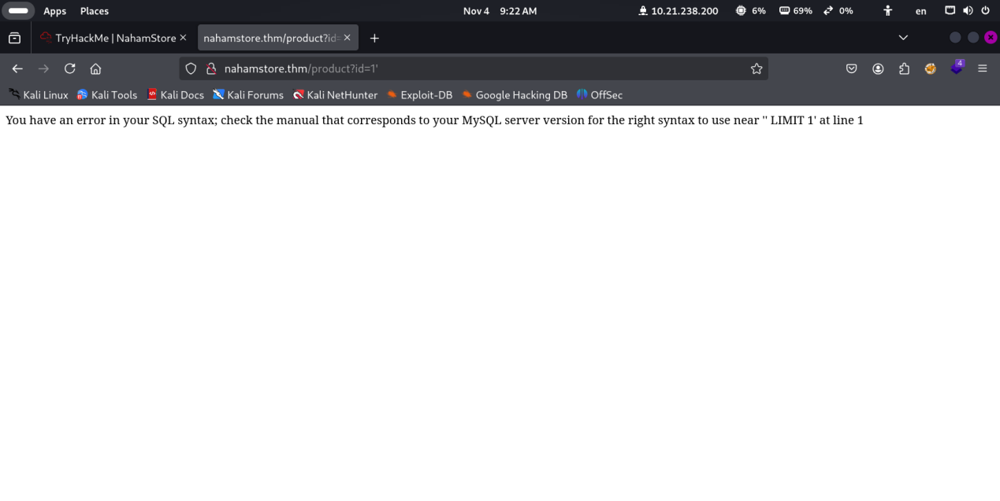 Apps Places Nov 4 9:22 AM 10.21.238.200 6% 69% 0% en
TryHackMe | NahamStore nahamstore.thm/product?id=
nahamstore.thm/product?id=1' 4
Kali Linux Kali Tools Kali Docs Kali Forums Kali NetHunter Exploit-DB Google Hacking DB OffSec
You have an error in your SQL syntax; check the manual that corresponds to your MySQL server version for the right syntax to use near '' LIMIT 1' at line 1